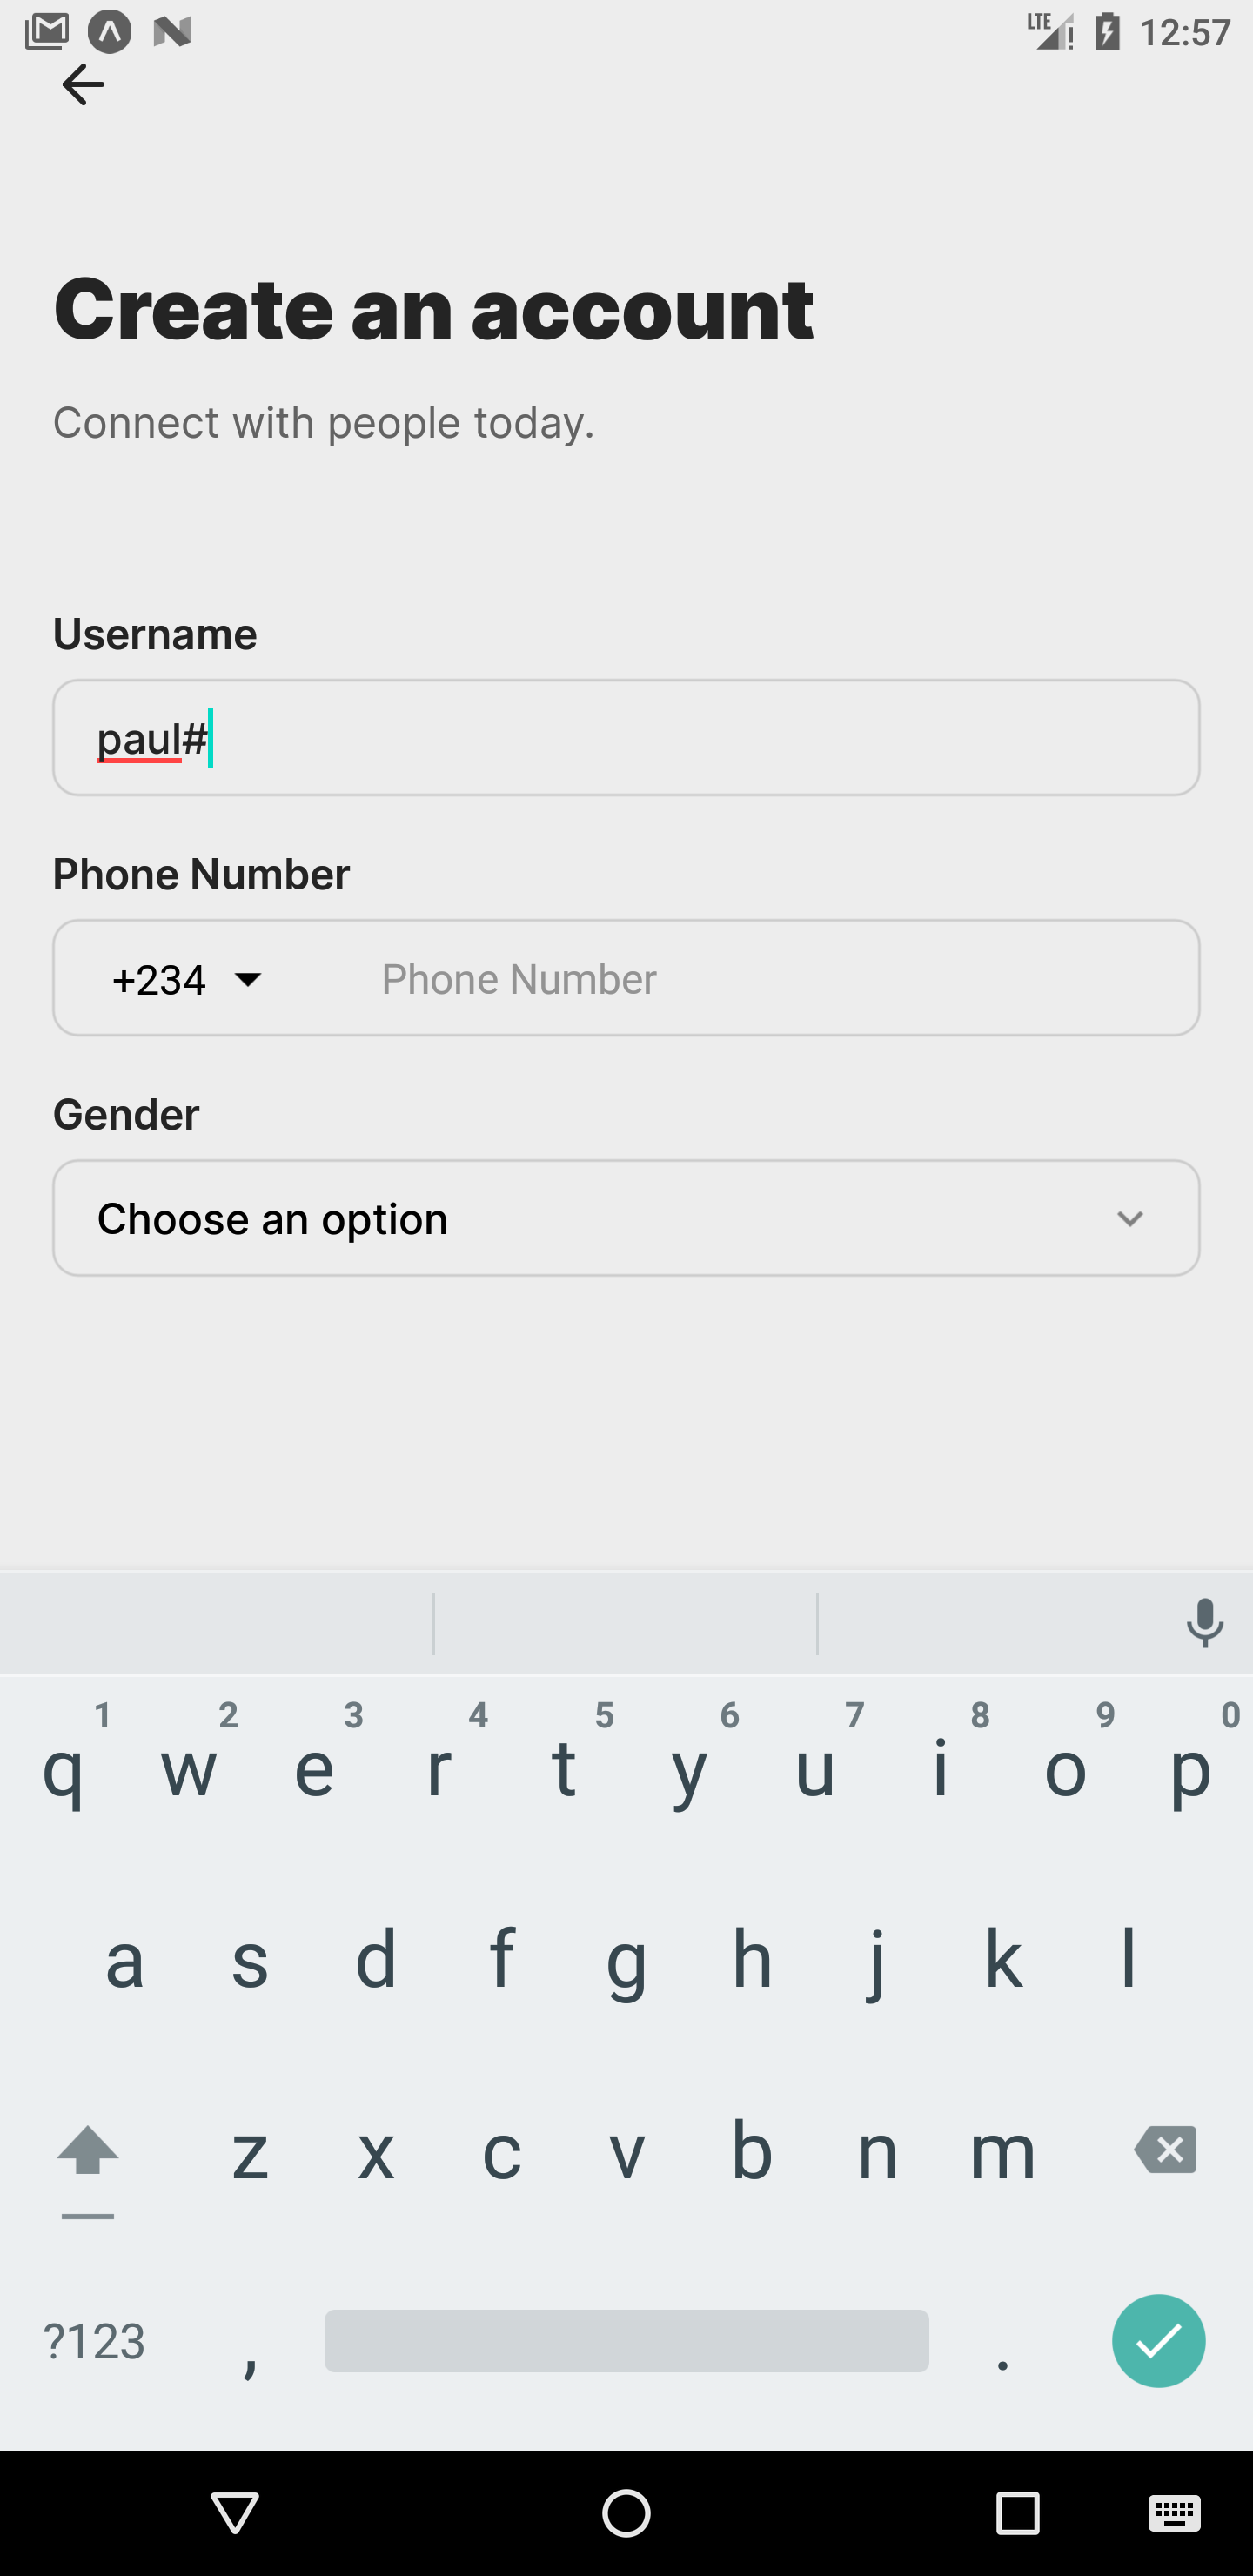 LTE 12:57
Create an account
Connect with people today.
Username
paul#
Phone Number
+234 Phone Number
Gender
Choose an option
1 2 3 4 5 6 7 8 9 0
q w e r t y u i o p
a s d f g h j k l
z x c v b n m
?123 , .